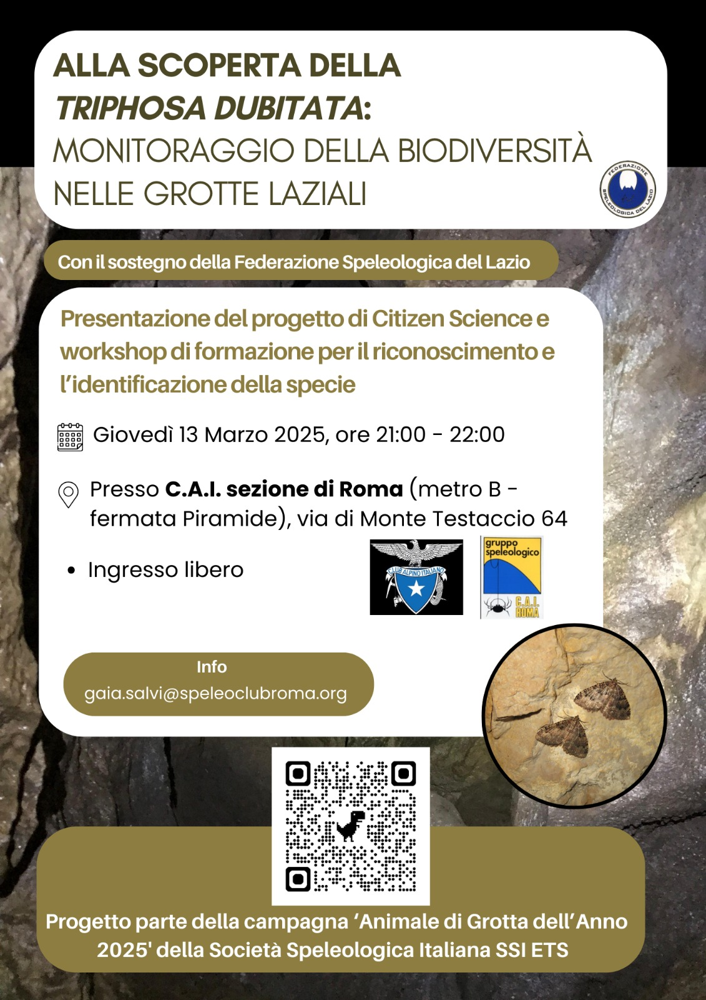 ALLA SCOPERTA DELLA
TRIPHOSA DUBITATA:
MONITORAGGIO DELLA BIODIVERSITÀ
NELLE GROTTE LAZIALI
FEDERAZIONE
SPELEOLOGICA DEL LAZIO
Con il sostegno della Federazione Speleologica del Lazio
Presentazione del progetto di Citizen Science e
workshop di formazione per il riconoscimento e
l’identificazione della specie
Giovedì 13 Marzo 2025, ore 21:00 - 22:00
Presso C.A.I. sezione di Roma (metro B -
fermata Piramide), via di Monte Testaccio 64
• Ingresso libero
CLUB ALPINO ITALIANO
gruppo
speleologico
C.A.I.
ROMA
Info
gaia.salvi@speleoclubroma.org
Progetto parte della campagna ‘Animale di Grotta dell’Anno
2025' della Società Speleologica Italiana SSI ETS